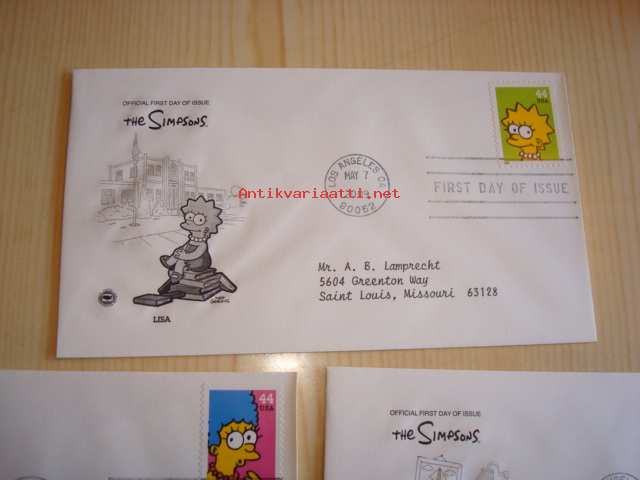 OFFICIAL FIRST DAY OF ISSUE
THE SIMPSONS
44
USA
LOS ANGELES CA
MAY 7
90052
FIRST DAY OF ISSUE
Antikvariaatti.net
Mr. A. B. Lamprecht
5604 Greenton Way
Saint Louis, Missouri 63128
LISA
44
USA
OFFICIAL FIRST DAY OF ISSUE
THE SIMPSONS